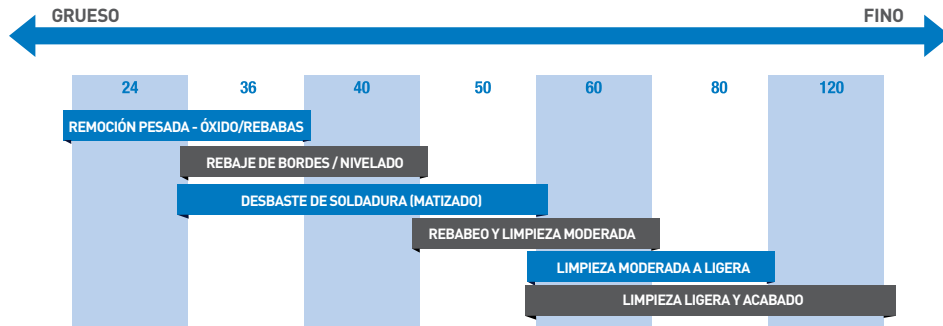 GRUESO FINO
24 36 40 50 60 80 120
REMOCIÓN PESADA - ÓXIDO/REBABAS
REBAJE DE BORDES / NIVELADO
DESBASTE DE SOLDADURA (MATIZADO)
REBABEO Y LIMPIEZA MODERADA
LIMPIEZA MODERADA A LIGERA
LIMPIEZA LIGERA Y ACABADO